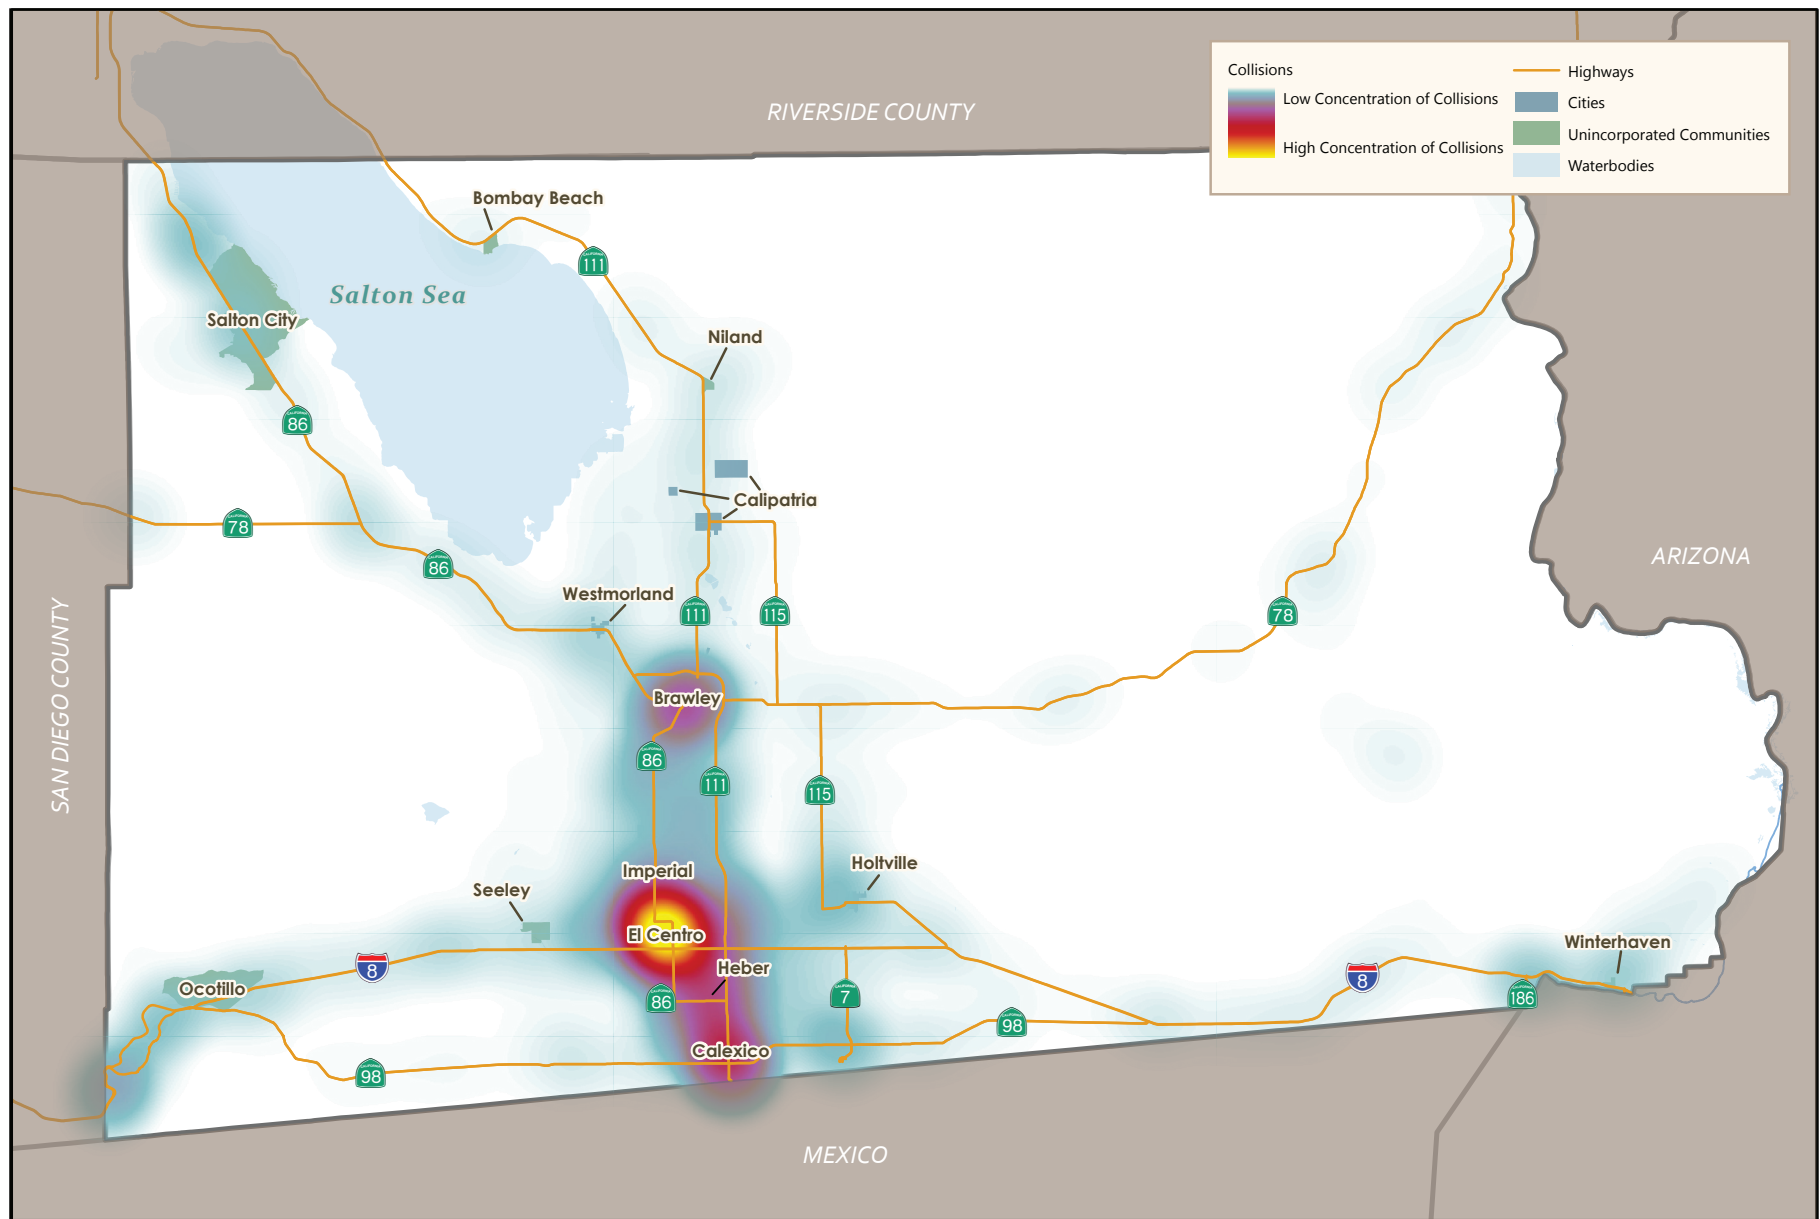 RIVERSIDE COUNTY
Collisions
Low Concentration of Collisions
High Concentration of Collisions
Highways
Cities
Unincorporated Communities
Waterbodies
Bombay Beach
111
Salton Sea
Salton City
Niland
86
Calipatria
78
86
ARIZONA
Westmorland
111
115
78
SAN DIEGO COUNTY
Brawley
86
111
115
Imperial
Holtville
Seeley
El Centro
Winterhaven
8
Heber
8
Ocotillo
86
7
186
98
Calexico
98
MEXICO